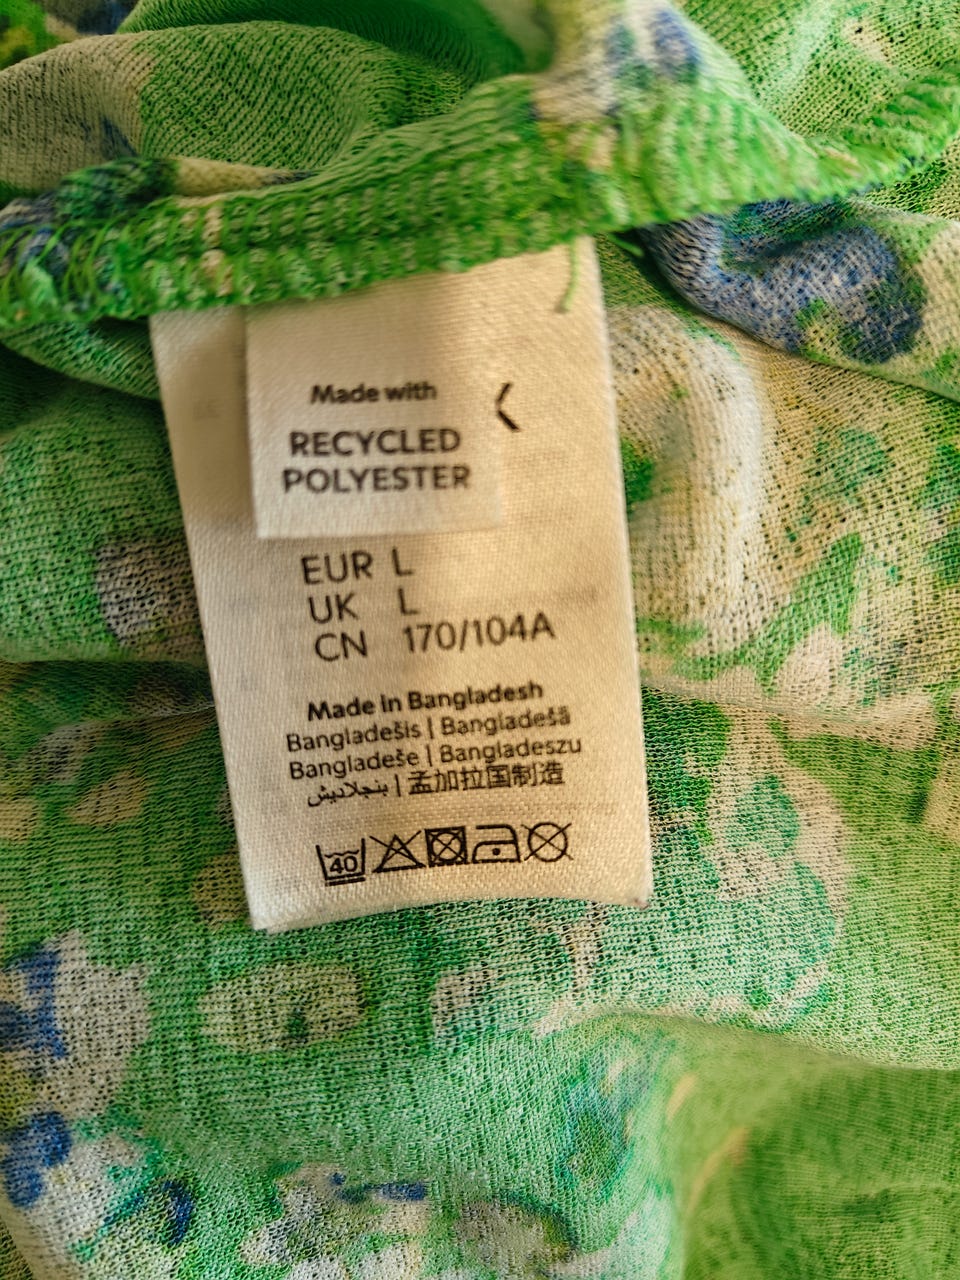 Made with
RECYCLED
POLYESTER
EUR L
UK L
CN 170/104A
Made in Bangladesh
Bangladešis | Bangladešā
Bangladeše | Bangladeszu
بنجلاديش | 孟加拉国制造
40